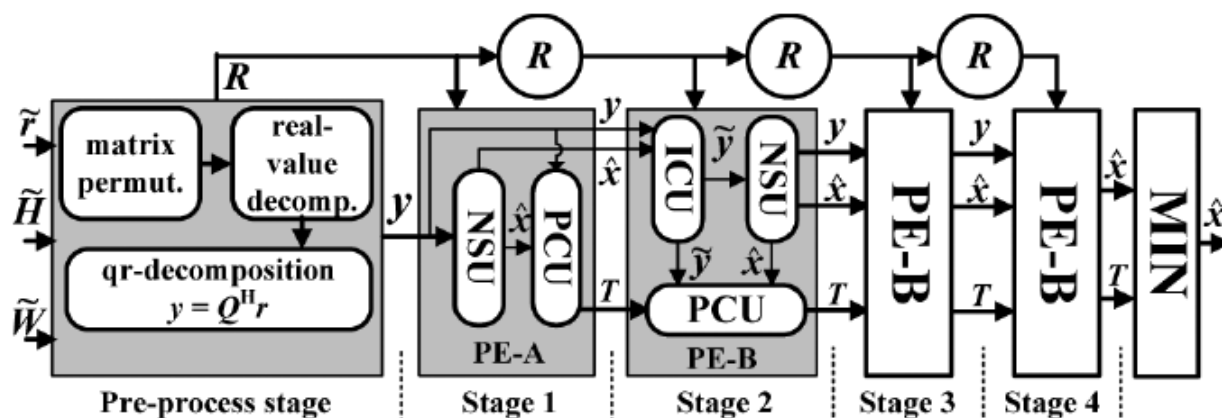 R
R
R
R
r̃
H̃
W̃
matrix
permut.
real-
value
decomp.
qr-decomposition
y = Q^H r
y
NSU
x̂
PCU
PE-A
y
x̂
T
ICU
ỹ
NSU
ỹ
x̂
PCU
PE-B
y
x̂
T
PE-B
y
x̂
T
PE-B
x̂
T
MIN
x̂
Pre-process stage
Stage 1
Stage 2
Stage 3
Stage 4